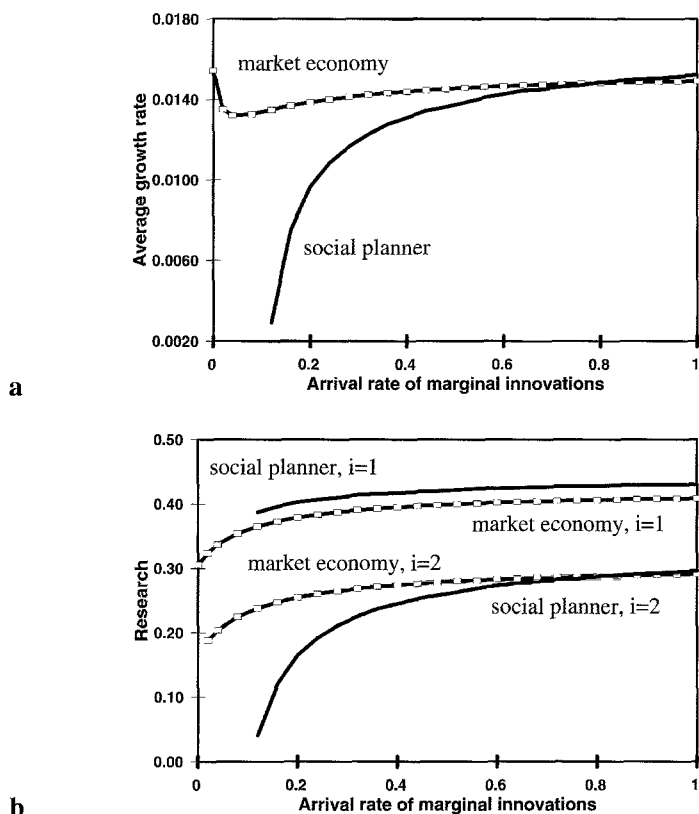 0.0180
market economy
0.0140
0.0100
social planner
0.0060
0.0020
0 0.2 0.4 0.6 0.8 1
Average growth rate
Arrival rate of marginal innovations
a
0.50
social planner, i=1
0.40
market economy, i=1
market economy, i=2
0.30
social planner, i=2
0.20
0.10
0.00
0 0.2 0.4 0.6 0.8 1
Research
Arrival rate of marginal innovations
b